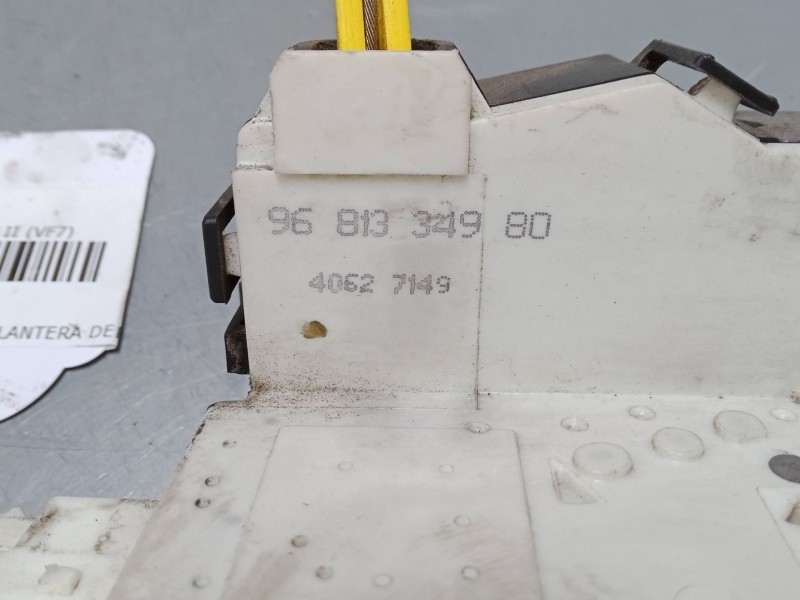 II (VF7)
LANTERA DE
96 813 349 80
4062 7149